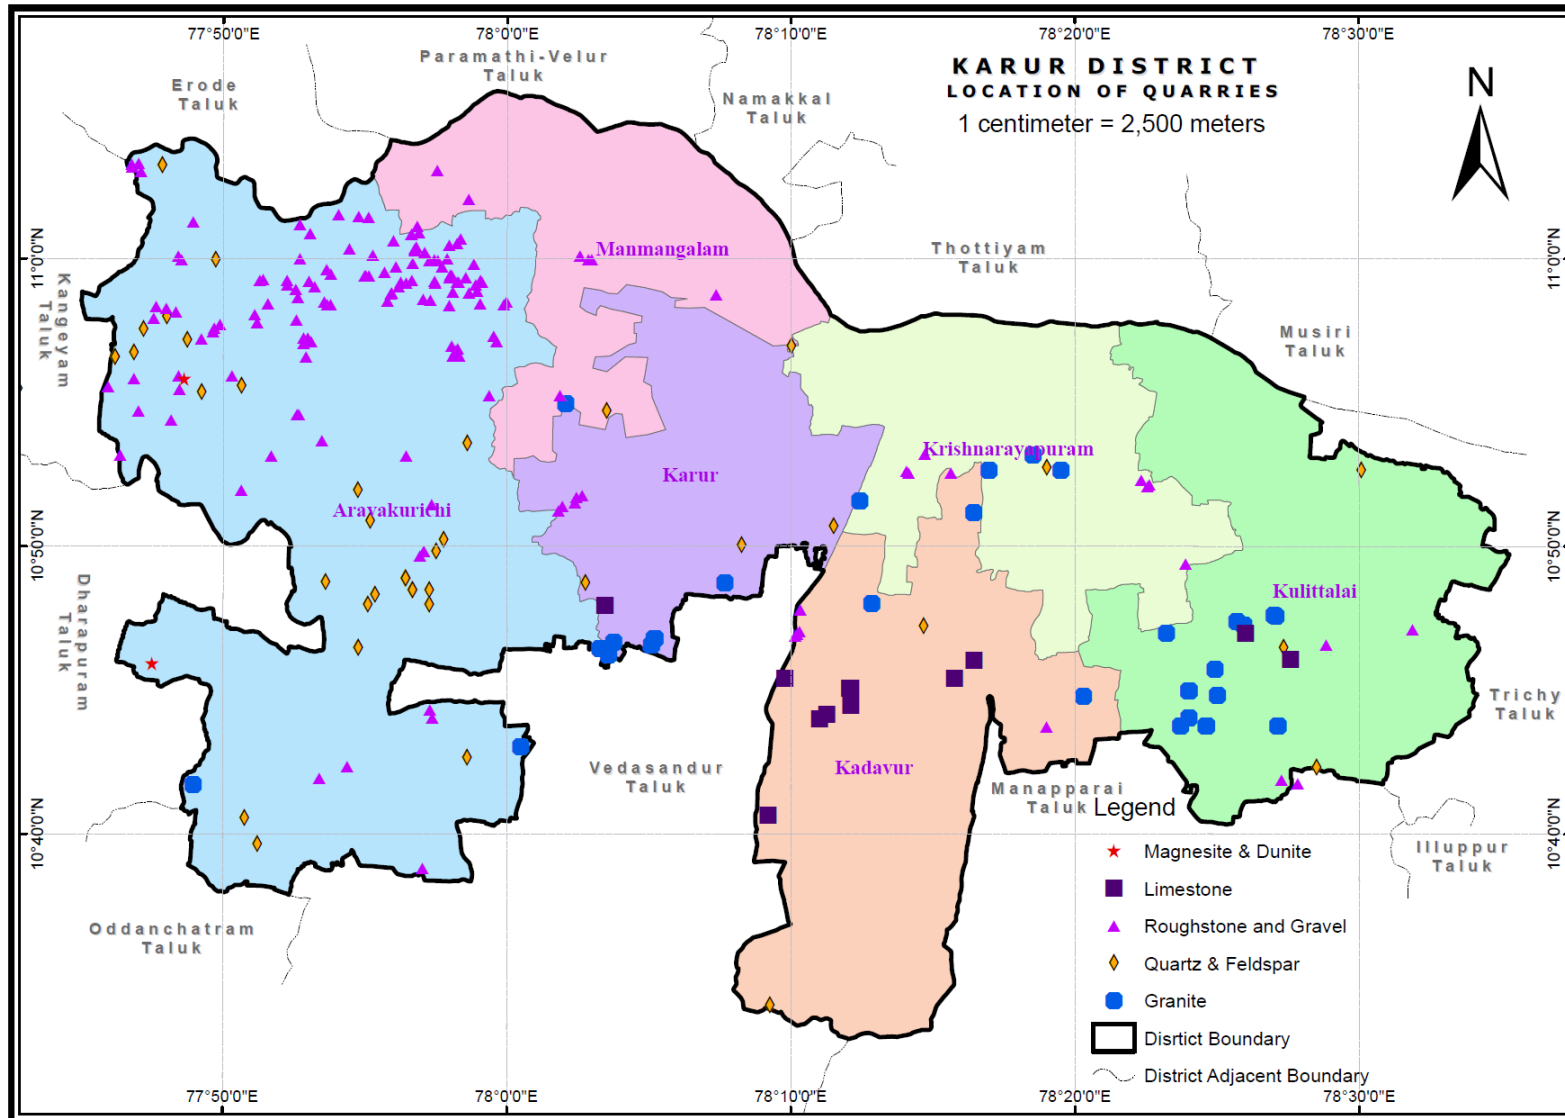 77°50'0"E
78°0'0"E
78°10'0"E
78°20'0"E
78°30'0"E
KARUR DISTRICT
LOCATION OF QUARRIES
1 centimeter = 2,500 meters
N
Erode
Taluk
Paramathi-Velur
Taluk
Namakkal
Taluk
Thottiyam
Taluk
Musiri
Taluk
Kangeyam
Taluk
Dharapuram
Taluk
Oddanchatram
Taluk
Vedasandur
Taluk
Manapparai
Taluk
Trichy
Taluk
Illuppur
Taluk
11°0'0"N
10°50'0"N
10°40'0"N
11°0'0"N
10°50'0"N
10°40'0"N
Manmangalam
Krishnarayapuram
Karur
Aravakurichi
Kulittalai
Kadavur
Legend
Magnesite & Dunite
Limestone
Roughstone and Gravel
Quartz & Feldspar
Granite
Disrtict Boundary
District Adjacent Boundary
77°50'0"E
78°0'0"E
78°10'0"E
78°20'0"E
78°30'0"E